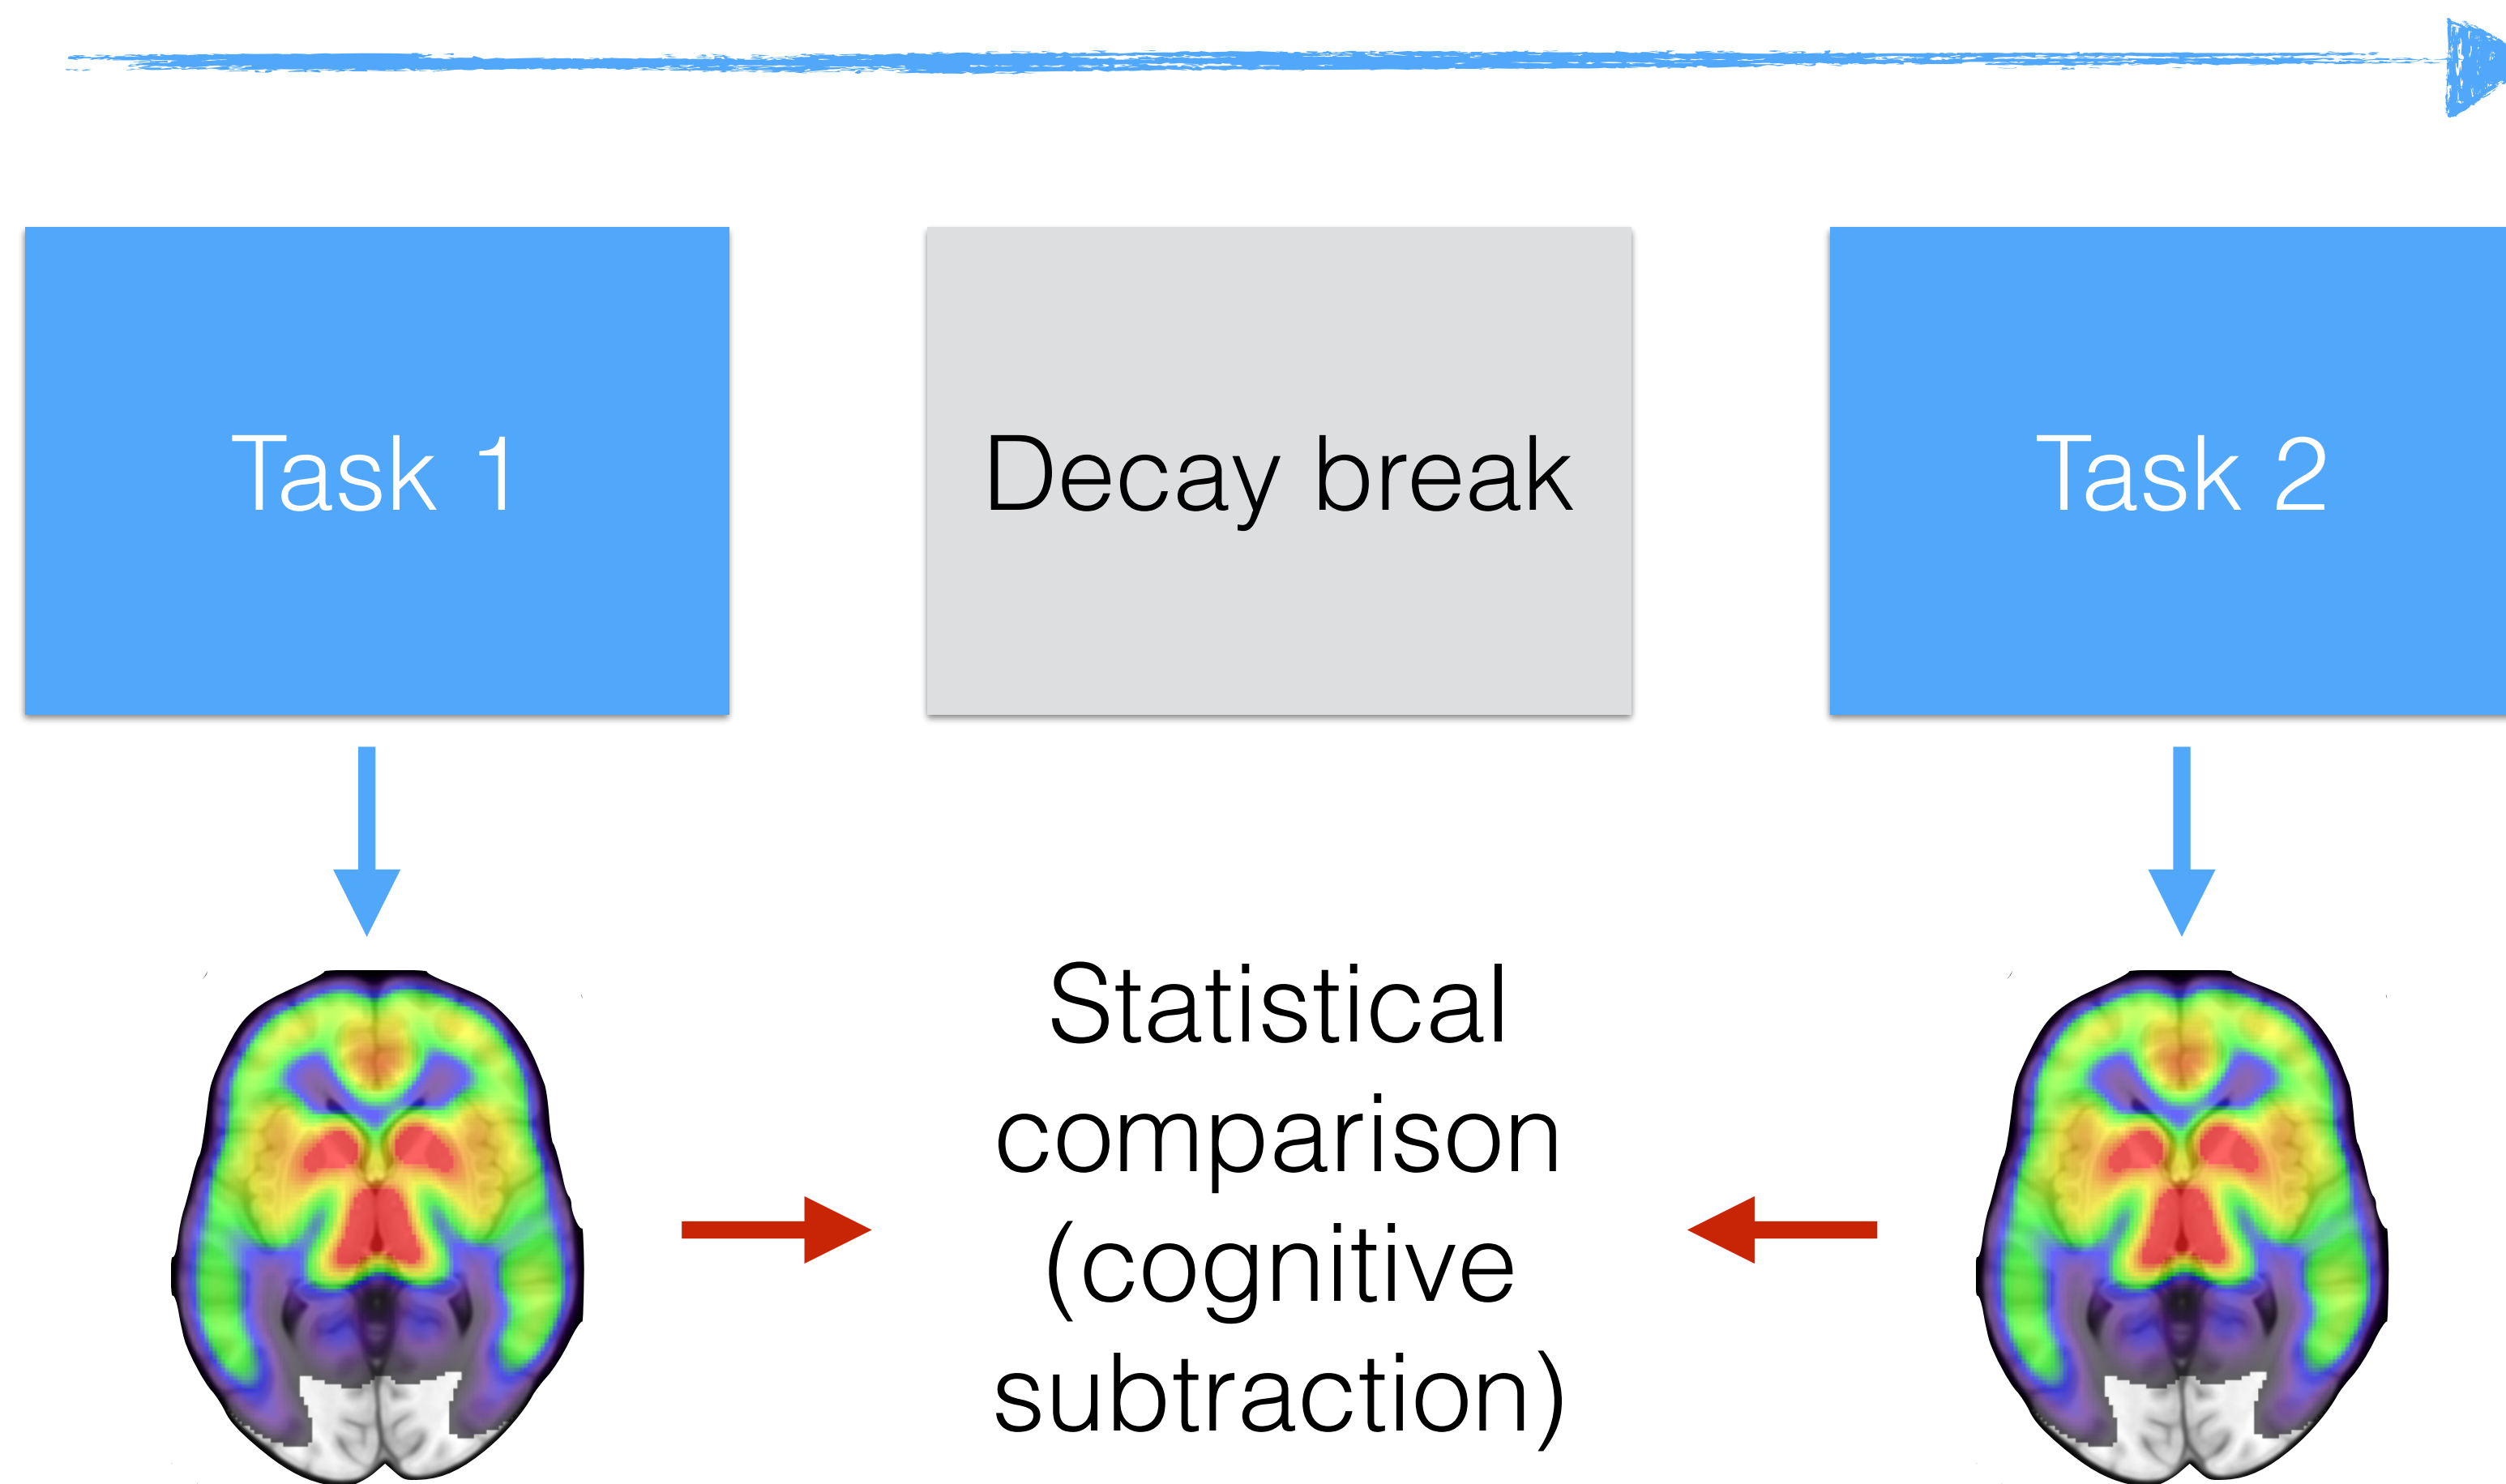 Task 1
Decay break
Task 2
Statistical
comparison
(cognitive
subtraction)